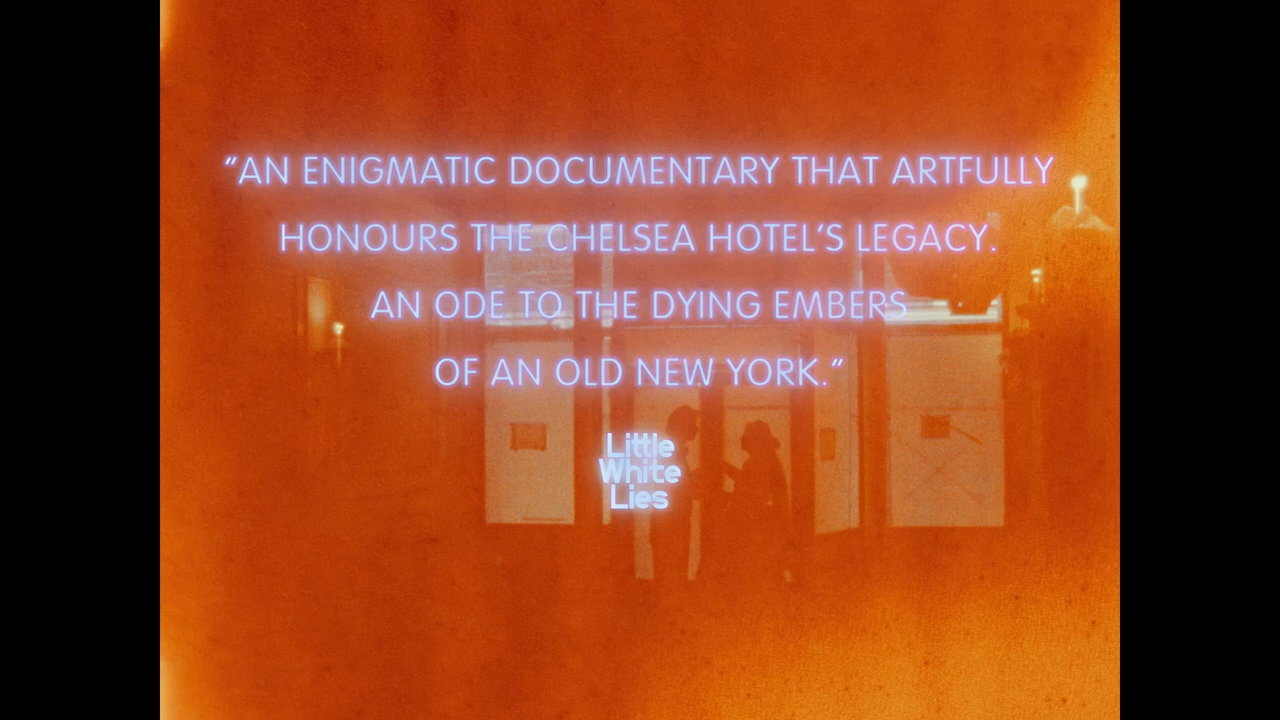 “AN ENIGMATIC DOCUMENTARY THAT ARTFULLY
HONOURS THE CHELSEA HOTEL’S LEGACY.
AN ODE TO THE DYING EMBERS
OF AN OLD NEW YORK.”
Little
White
Lies